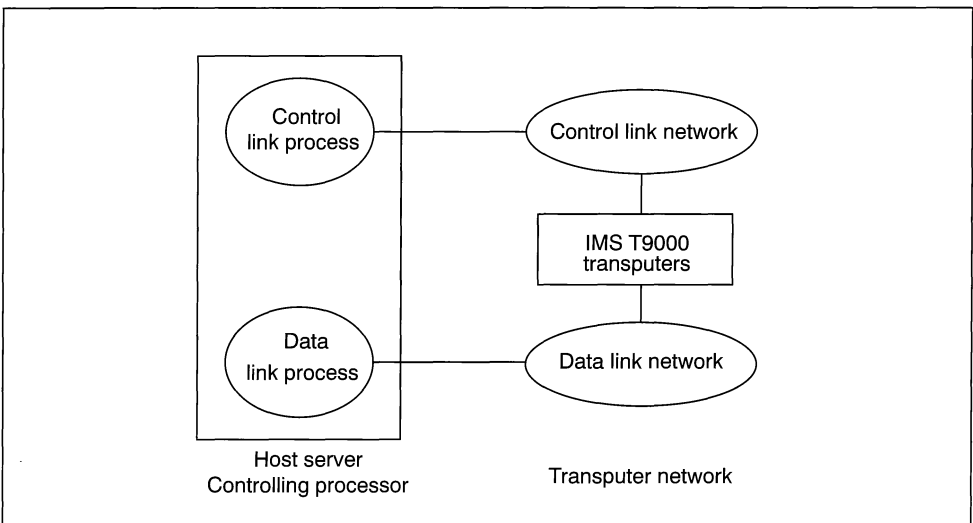 Control
link process
Control link network
IMS T9000
transputers
Data
link process
Data link network
Host server
Controlling processor
Transputer network